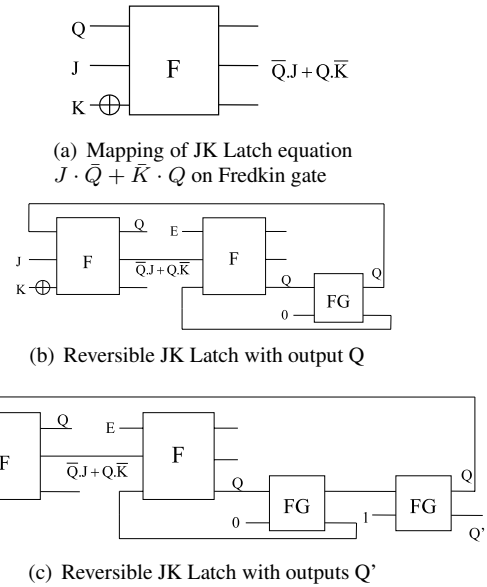 Q
J
F
Q̅.J + Q.K̅
K
(a) Mapping of JK Latch equation
J · Q̄ + K̄ · Q on Fredkin gate
Q
E
J
F
Q̅.J + Q.K̅
F
K
Q
Q
FG
0
(b) Reversible JK Latch with output Q
Q
E
F
Q̅.J + Q.K̅
F
Q
Q
FG
FG
0
1
Q'
(c) Reversible JK Latch with outputs Q'